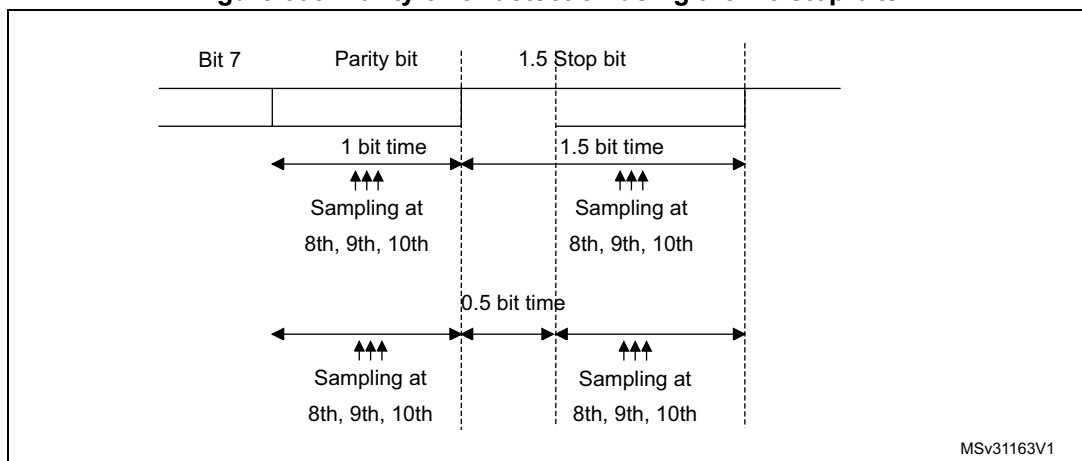 Bit 7 Parity bit 1.5 Stop bit
1 bit time 1.5 bit time
Sampling at Sampling at
8th, 9th, 10th 8th, 9th, 10th
0.5 bit time
Sampling at Sampling at
8th, 9th, 10th 8th, 9th, 10th
MSv31163V1